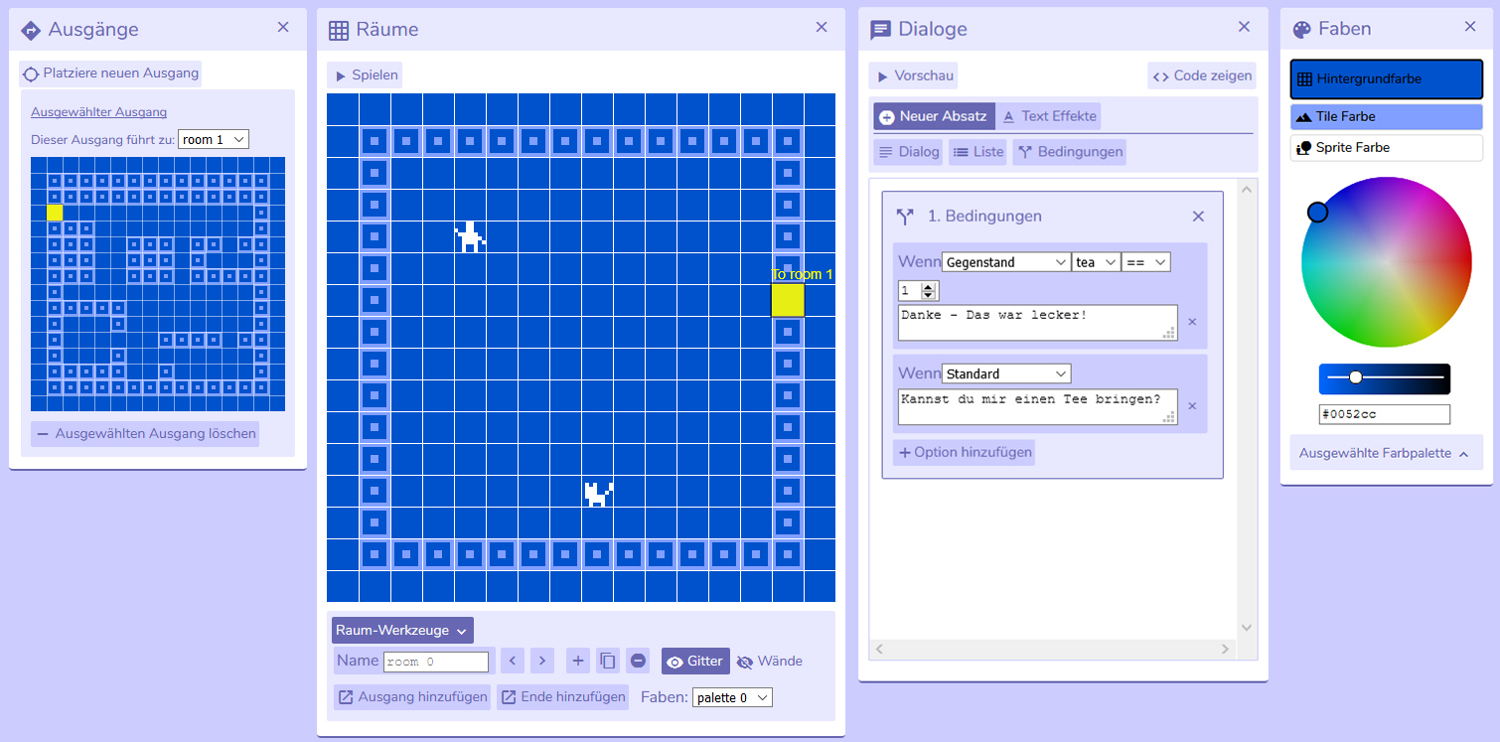 Ausgänge
Platziere neuen Ausgang
Ausgewählter Ausgang
Dieser Ausgang führt zu: room 1
Ausgewählten Ausgang löschen
Räume
Spielen
To room 1
Raum-Werkzeuge
Name room 0
Gitter
Wände
Ausgang hinzufügen
Ende hinzufügen
Faben: palette 0
Dialoge
Vorschau
Code zeigen
Neuer Absatz
Text Effekte
Dialog
Liste
Bedingungen
1. Bedingungen
Wenn Gegenstand tea ==
1
Danke - Das war lecker!
Wenn Standard
Kannst du mir einen Tee bringen?
Option hinzufügen
Faben
Hintergrundfarbe
Tile Farbe
Sprite Farbe
#0052cc
Ausgewählte Farbpalette